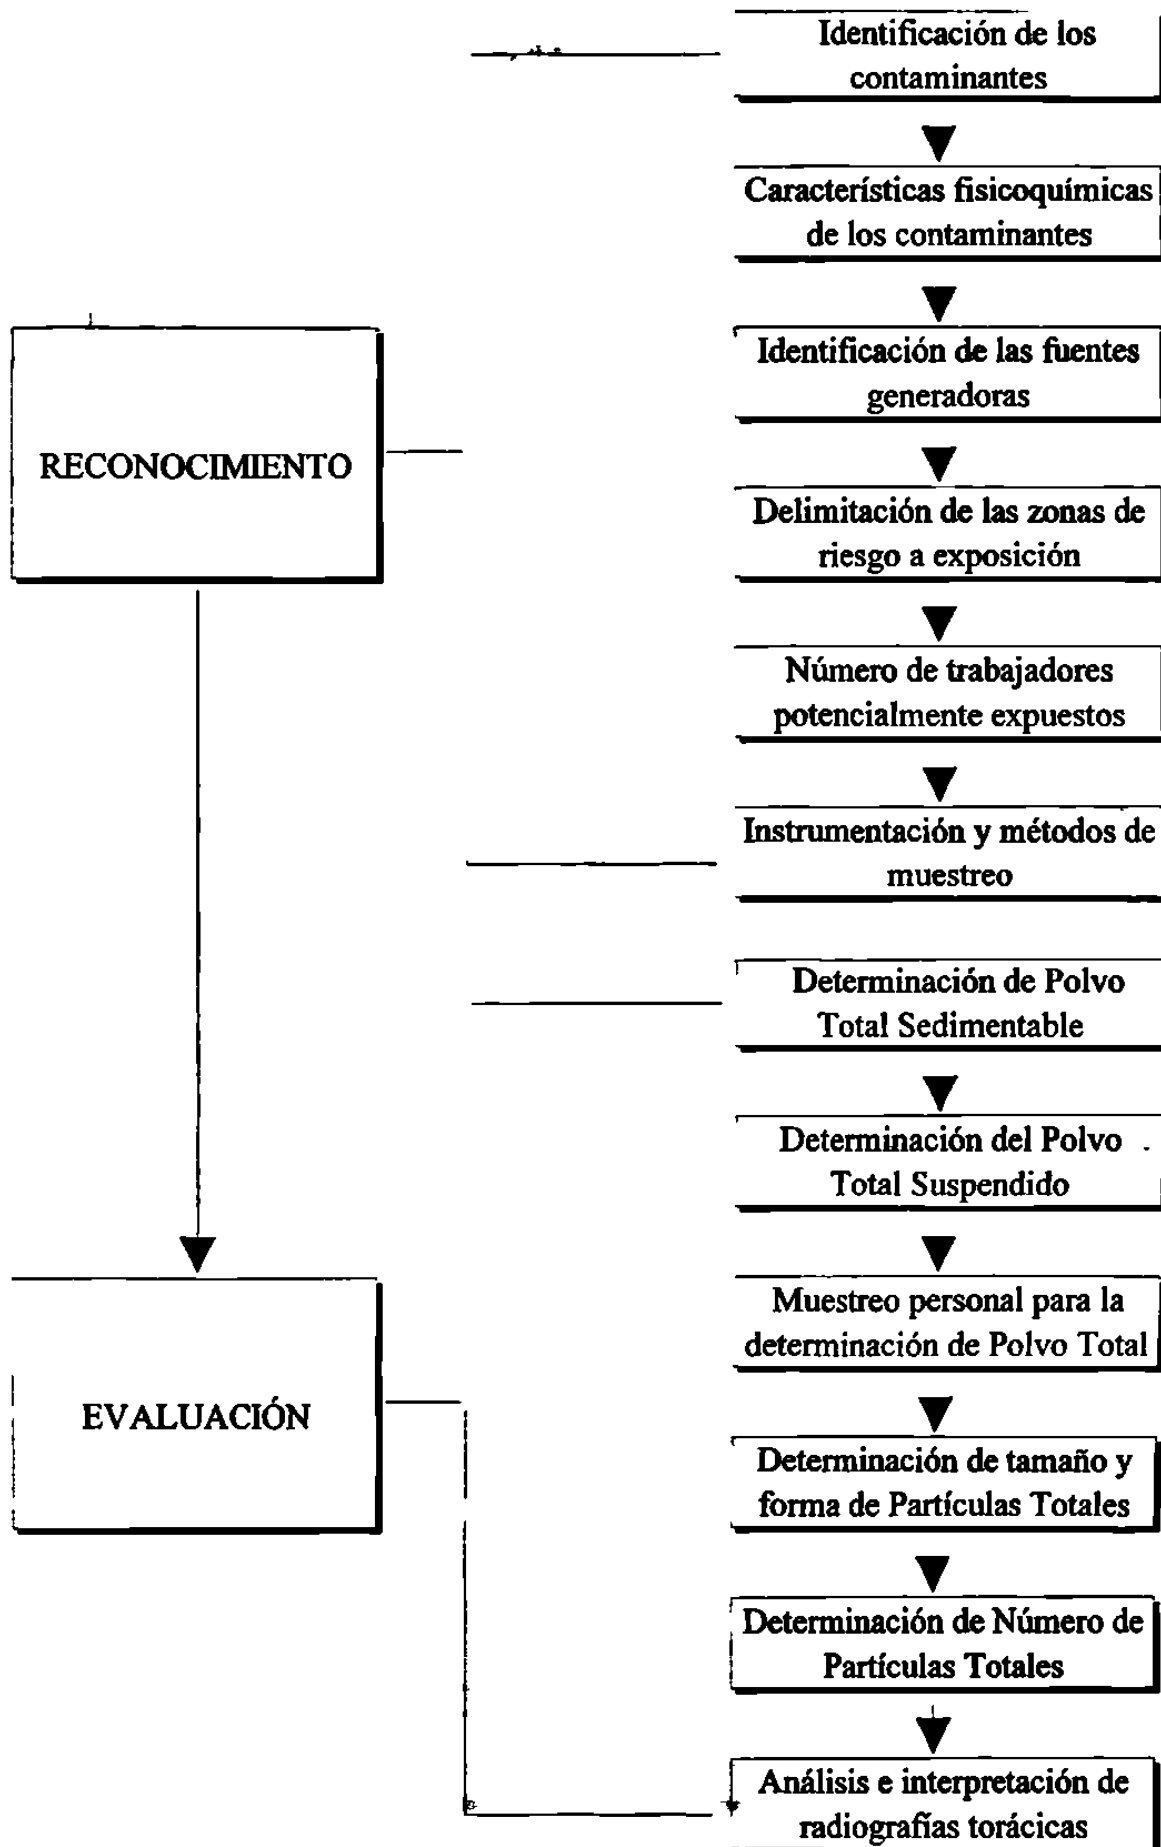 Identificación de los
contaminantes
Características fisicoquímicas
de los contaminantes
Identificación de las fuentes
generadoras
RECONOCIMIENTO
Delimitación de las zonas de
riesgo a exposición
Número de trabajadores
potencialmente expuestos
Instrumentación y métodos de
muestreo
Determinación de Polvo
Total Sedimentable
Determinación del Polvo
Total Suspendido
Muestreo personal para la
determinación de Polvo Total
EVALUACIÓN
Determinación de tamaño y
forma de Partículas Totales
Determinación de Número de
Partículas Totales
Análisis e interpretación de
radiografías torácicas